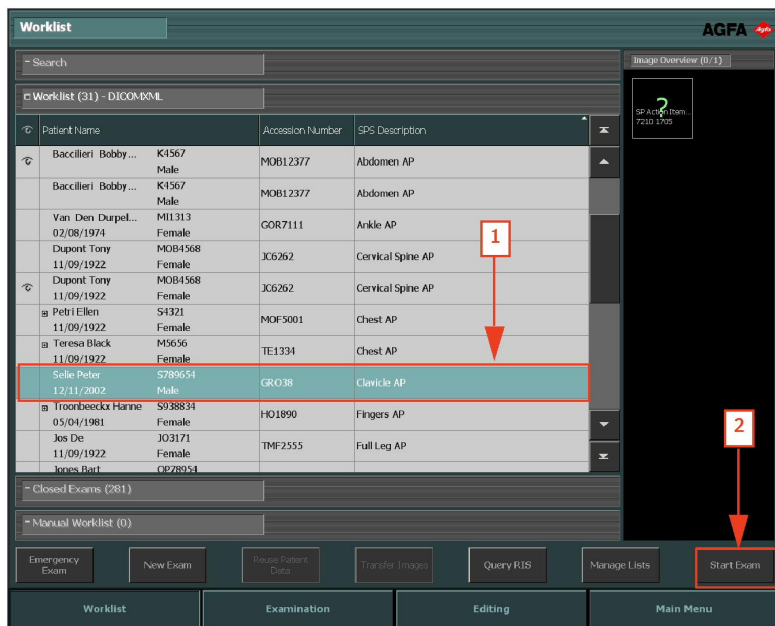 Worklist
AGFA
Agfa
- Search
Image Overview (0/1)
Worklist (31) - DICOMXML
?
SP Action Item...
7210 1705
Patient Name
Accession Number
SPS Description
Baccilieri Bobby... K4567
Male
MOB12377
Abdomen AP
Baccilieri Bobby... K4567
Male
MOB12377
Abdomen AP
Van Den Durpel... MI1313
02/08/1974 Female
GOR7111
Ankle AP
1
Dupont Tony MOB4568
11/09/1922 Female
JC6262
Cervical Spine AP
Dupont Tony MOB4568
11/09/1922 Female
JC6262
Cervical Spine AP
Petri Ellen S4321
11/09/1922 Female
MOF5001
Chest AP
Teresa Black M5656
11/09/1922 Female
TE1334
Chest AP
Selie Peter S789654
12/11/2002 Male
GRO38
Clavicle AP
Troonbeeckx Hanne S938834
05/04/1981 Female
HO1890
Fingers AP
Jos De JO3171
11/09/1922 Female
TMF2555
Full Leg AP
Jones Bart OP78954
2
- Closed Exams (281)
- Manual Worklist (0)
Emergency
Exam
New Exam
Reuse Patient
Data
Transfer Images
Query RIS
Manage Lists
Start Exam
Worklist
Examination
Editing
Main Menu